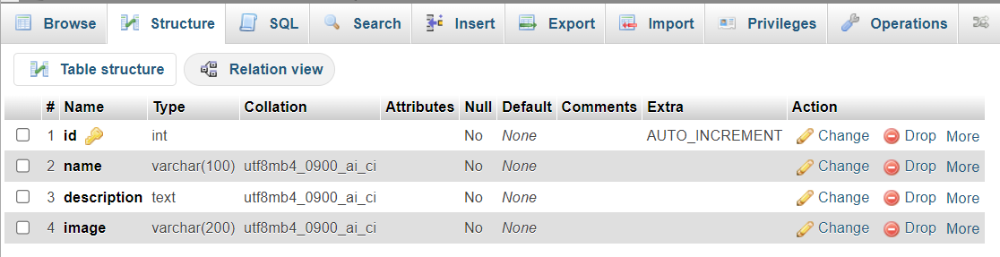 Browse Structure SQL Search Insert Export Import Privileges Operations
Table structure Relation view
# Name Type Collation Attributes Null Default Comments Extra Action
1 id int No None AUTO_INCREMENT Change Drop More
2 name varchar(100) utf8mb4_0900_ai_ci No None Change Drop More
3 description text utf8mb4_0900_ai_ci No None Change Drop More
4 image varchar(200) utf8mb4_0900_ai_ci No None Change Drop More